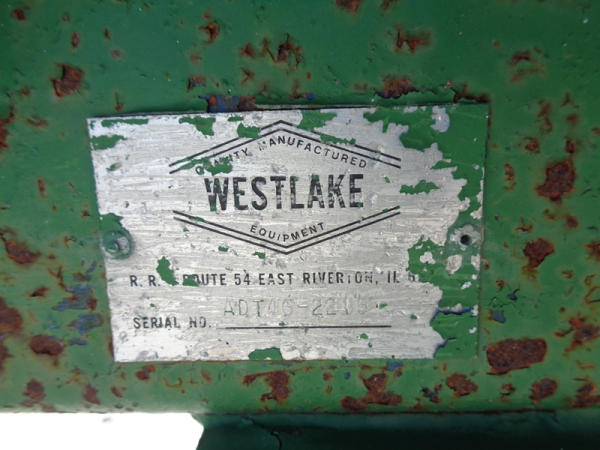 QUALITY MANUFACTURED
WESTLAKE
EQUIPMENT
R.R. ROUTE 54 EAST RIVERTON, IL
SERIAL NO.